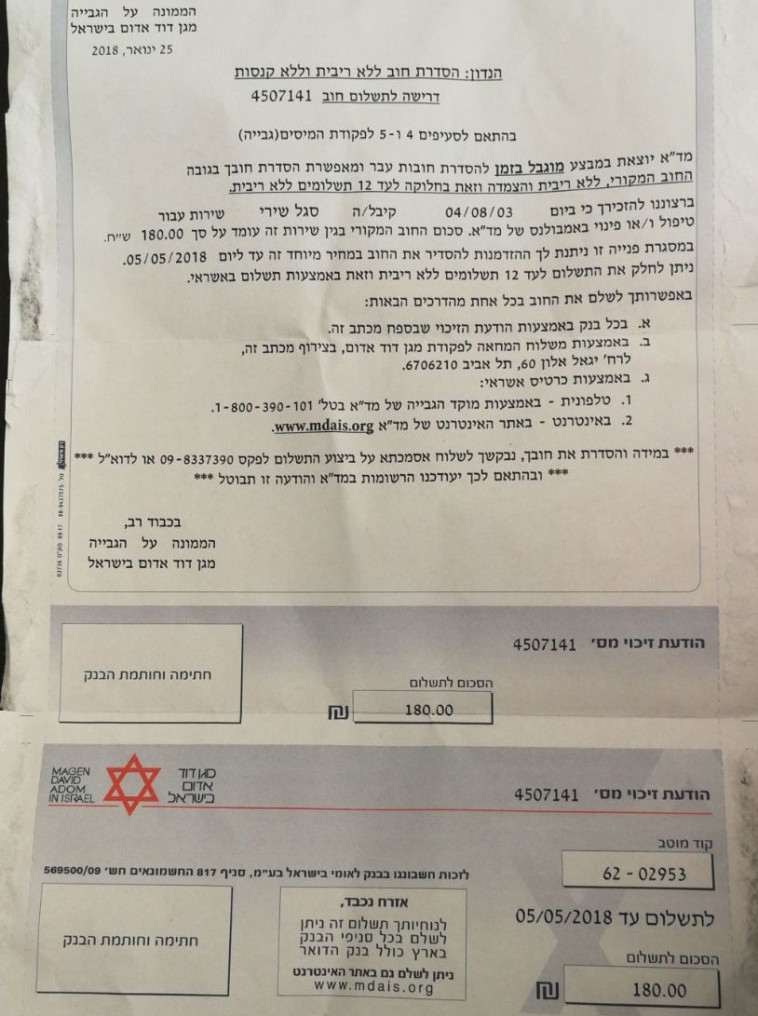 הממונה על הגבייה
מגן דוד אדום בישראל
25 ינואר, 2018
הנדון: הסדרת חוב ללא ריבית וללא קנסות
דרישה לתשלום חוב 4507141
בהתאם לסעיפים 4 ו-5 לפקודת המיסים(גבייה)
מד"א יוצאת במבצע מוגבל בזמן להסדרת חובות עבר ומאפשרת הסדרת חובך בגובה
החוב המקורי, ללא ריבית והצמדה וזאת בחלוקה לעד 12 תשלומים ללא ריבית.
ברצוננו להזכירך כי ביום 04/08/03 קיבל/ה סגל שירי שירות עבור
טיפול ו/או פינוי באמבולנס של מד"א. סכום החוב המקורי בגין שירות זה עומד על סך 180.00 ש"ח.
במסגרת פנייה זו ניתנת לך ההזדמנות להסדיר את החוב במחיר מיוחד זה עד ליום 05/05/2018.
ניתן לחלק את התשלום לעד 12 תשלומים ללא ריבית וזאת באמצעות תשלום באשראי.
באפשרותך לשלם את החוב בכל אחת מהדרכים הבאות:
א. בכל בנק באמצעות הודעת הזיכוי שבספח מכתב זה.
ב. באמצעות משלוח המחאה לפקודת מגן דוד אדום, בצירוף מכתב זה,
לרח' יגאל אלון 60, תל אביב 6706210.
ג. באמצעות כרטיס אשראי:
1. טלפונית - באמצעות מוקד הגבייה של מד"א בטל' 1-800-390-101.
2. באינטרנט - באתר האינטרנט של מד"א www.mdais.org.
*** במידה והסדרת את חובך, נבקשך לשלוח אסמכתא על ביצוע התשלום לפקס 09-8337390 או לדוא"ל ***
*** ובהתאם לכך יעודכנו הרשומות במד"א והודעה זו תבוטל ***
בכבוד רב,
הממונה על הגבייה
מגן דוד אדום בישראל
הודעת זיכוי מס' 4507141
חתימה וחותמת הבנק
הסכום לתשלום
180.00 ₪
MAGEN
DAVID
ADOM
IN ISRAEL
מגן דוד
אדום
בישראל
הודעת זיכוי מס' 4507141
קוד מוטב
62 - 02953
לזכות חשבוננו בבנק לאומי בישראל בע"מ, סניף 817 החשמונאים חש' 569500/09
לתשלום עד 05/05/2018
הסכום לתשלום
180.00 ₪
אזרח נכבד,
לנוחיותך תשלום זה ניתן
לשלם בכל סניפי הבנק
בארץ כולל בנק הדואר
ניתן לשלם גם באתר האינטרנט
www.mdais.org
חתימה וחותמת הבנק